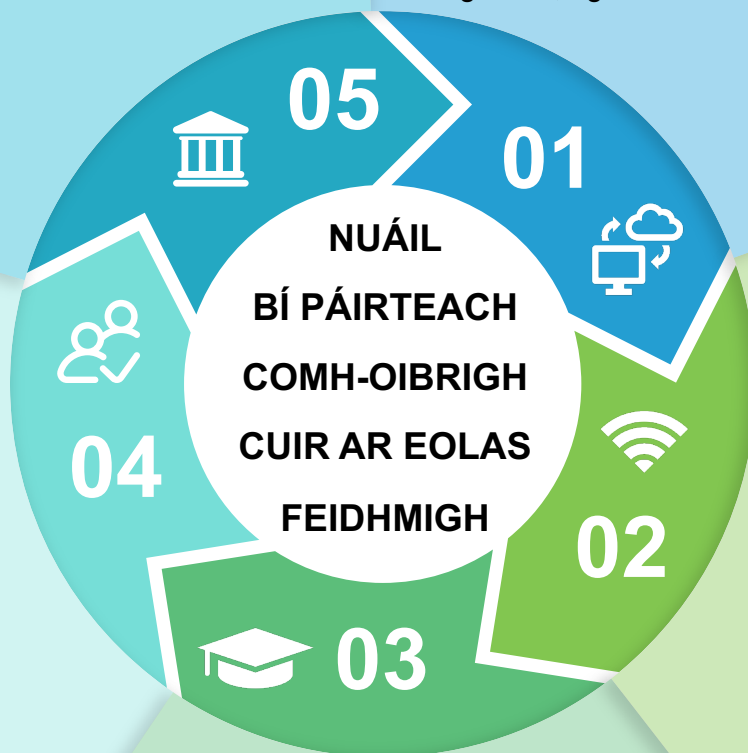 05
01
NUÁIL
BÍ PÁIRTEACH
COMH-OIBRIGH
CUIR AR EOLAS
FEIDHMIGH
04
02
03